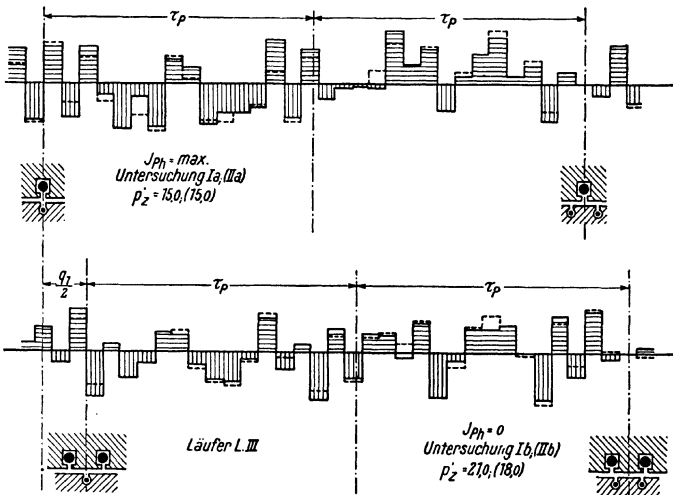 τP τP
JPh = max.
Untersuchung Ia, (IIa)
p'z = 15,0; (15,0)
q1/2 τP τP
Läufer L. III
JPh = 0
Untersuchung Ib, (IIb)
p'z = 21,0; (18,0)